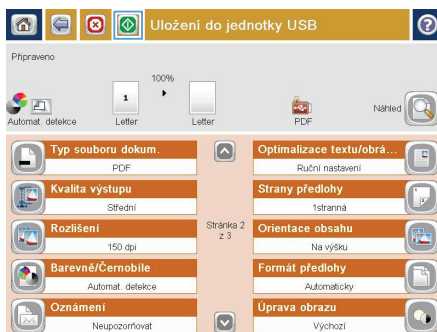 Uložení do jednotky USB
Připraveno
100%
1
Automat. detekce
Letter
Letter
PDF
Náhled
Typ souboru dokum.
PDF
Optimalizace textu/obrá...
Ruční nastavení
Kvalita výstupu
Střední
Strany předlohy
1stranná
Rozlišení
150 dpi
Stránka 2
z 3
Orientace obsahu
Na výšku
Barevně/Černobíle
Automat. detekce
Formát předlohy
Automaticky
Oznámení
Neupozorňovat
Úprava obrazu
Výchozí